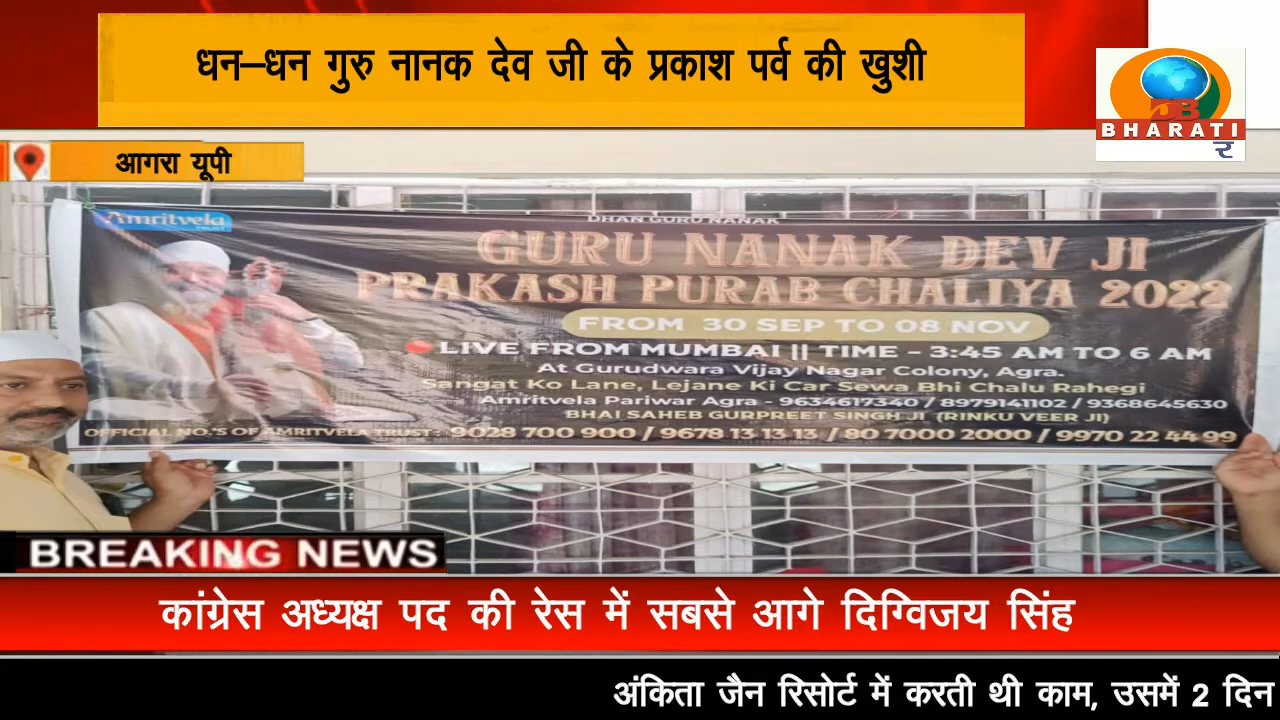 धन–धन गुरु नानक देव जी के प्रकाश पर्व की खुशी
BHARATI
र
आगरा यूपी
Amritvela
TRUST
DHAN GURU NANAK
GURU NANAK DEV JI
PRAKASH PURAB CHALIYA 2022
FROM 30 SEP TO 08 NOV
LIVE FROM MUMBAI || TIME - 3:45 AM TO 6 AM
At Gurudwara Vijay Nagar Colony, Agra.
Sangat Ko Lane, Lejane Ki Car Sewa Bhi Chalu Rahegi
Amritvela Pariwar Agra - 9634617340 / 8979141102 / 9368645630
BHAI SAHEB GURPREET SINGH JI (RINKU VEER JI)
OFFICIAL NO.'S OF AMRITVELA TRUST:- 9028 700 900 / 9678 13 13 13 / 80 7000 2000 / 9970 22 44 99
BREAKING NEWS
कांग्रेस अध्यक्ष पद की रेस में सबसे आगे दिग्विजय सिंह
अंकिता जैन रिसोर्ट में करती थी काम, उसमें 2 दिन